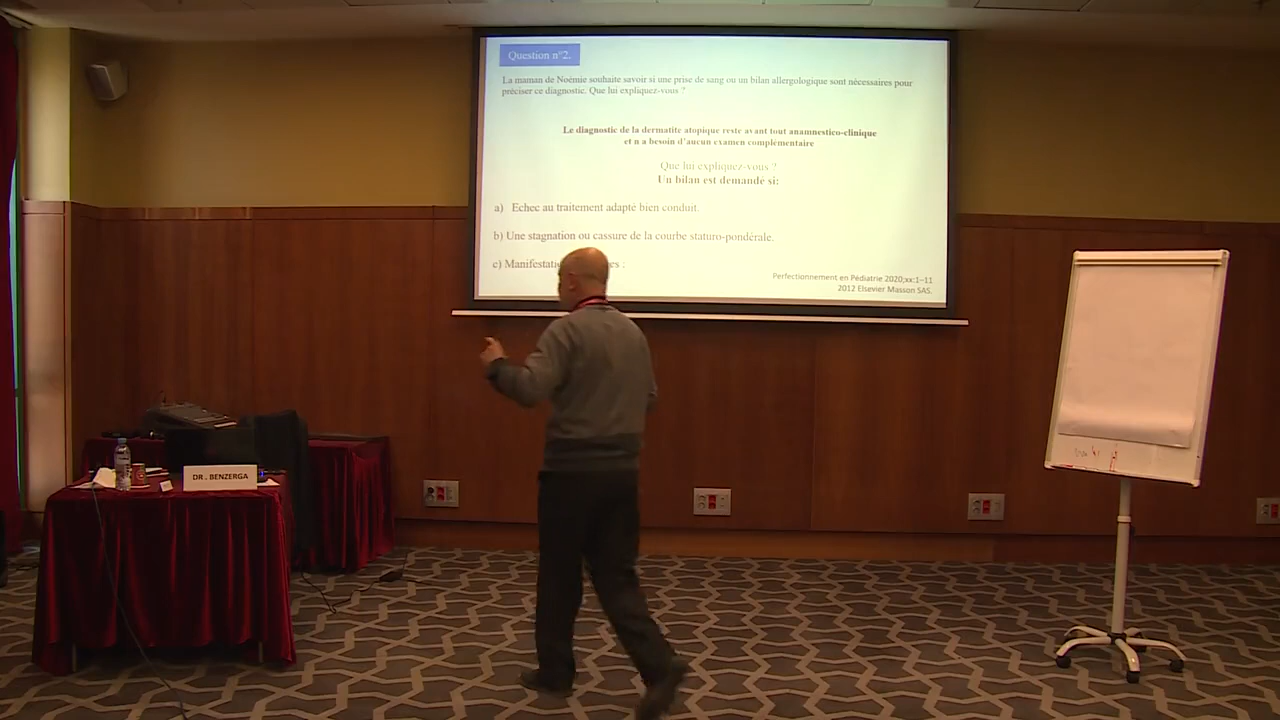 Question n°2.
La maman de Noémie souhaite savoir si une prise de sang ou un bilan allergologique sont nécessaires pour
préciser ce diagnostic. Que lui expliquez-vous ?
Le diagnostic de la dermatite atopique reste avant tout anamnestico-clinique
et n a besoin d'aucun examen complémentaire
Que lui expliquez-vous ?
Un bilan est demandé si:
a) Echec au traitement adapté bien conduit.
b) Une stagnation ou cassure de la courbe staturo-pondérale.
c)
Perfectionnement en Pédiatrie 2020;xx:1–11
2012 Elsevier Masson SAS.
DR . BENZERGA